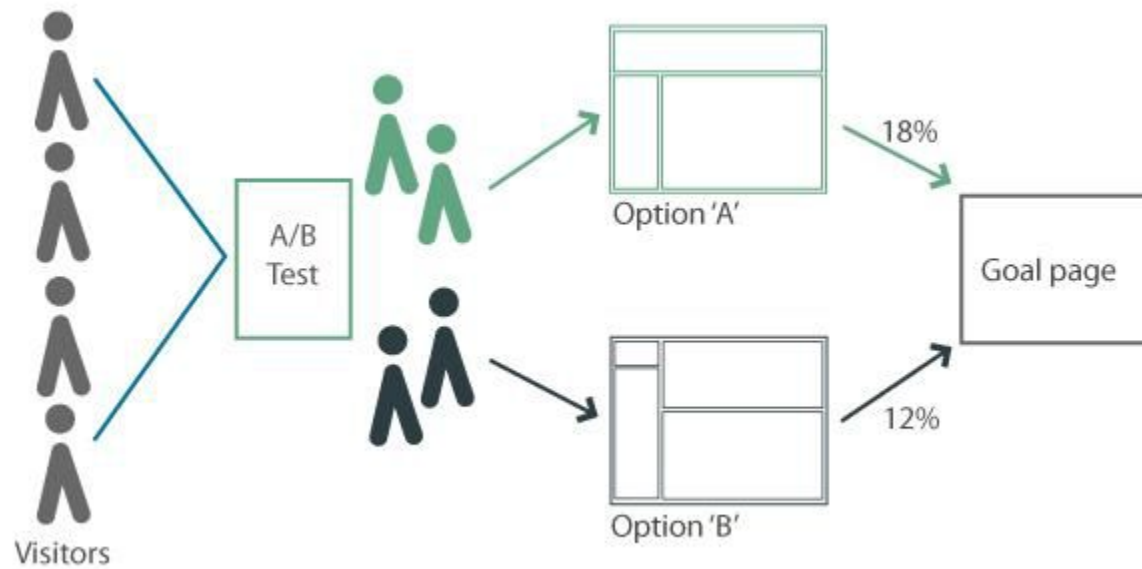 Visitors
A/B
Test
Option ‘A’
Option ‘B’
18%
12%
Goal page